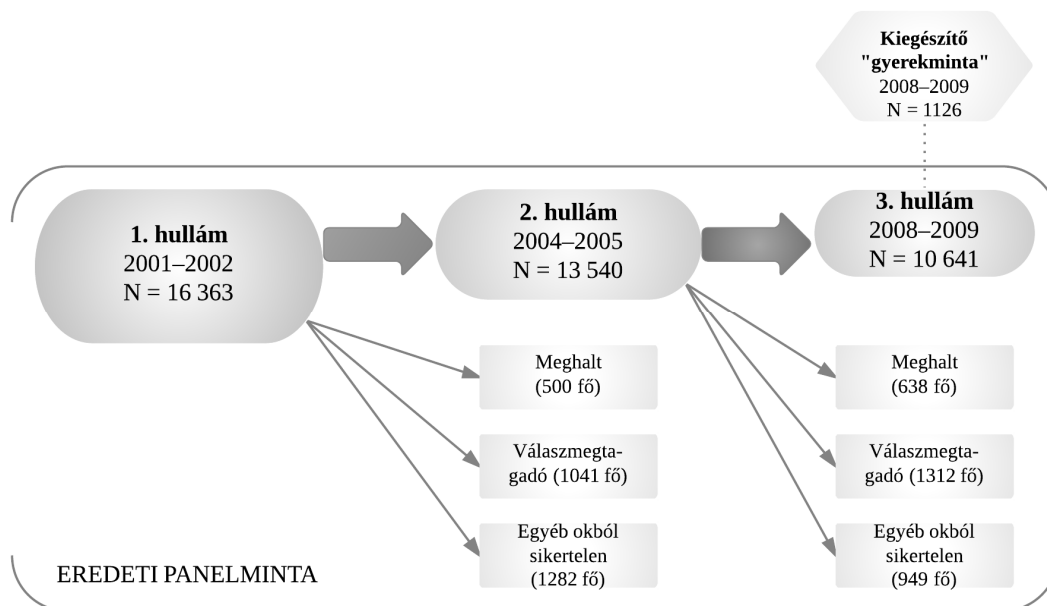 Kiegészítő
"gyerekminta"
2008–2009
N = 1126
1. hullám
2001–2002
N = 16 363
2. hullám
2004–2005
N = 13 540
3. hullám
2008–2009
N = 10 641
Meghalt
(500 fő)
Meghalt
(638 fő)
Válaszmegta-
gadó (1041 fő)
Válaszmegta-
gadó (1312 fő)
Egyéb okból
sikertelen
(1282 fő)
Egyéb okból
sikertelen
(949 fő)
EREDETI PANELMINTA